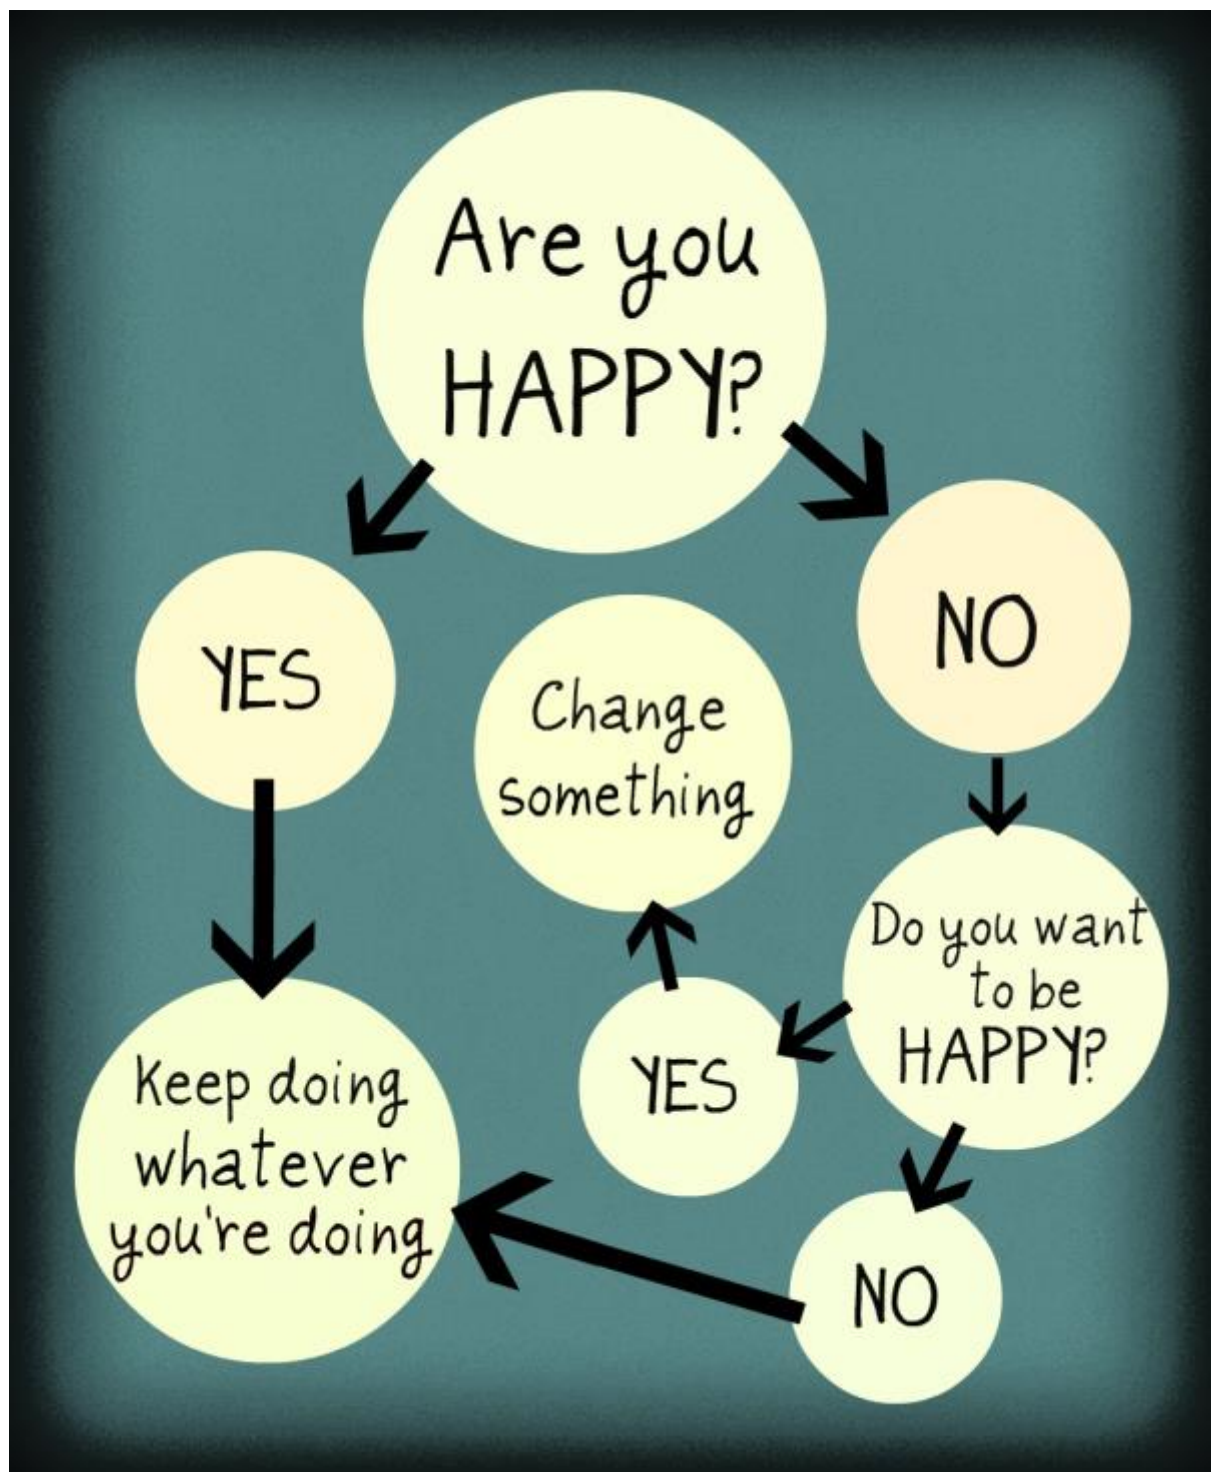 Are you
HAPPY?
YES
NO
Change
something
Do you want
to be
HAPPY?
YES
Keep doing
whatever
you're doing
NO